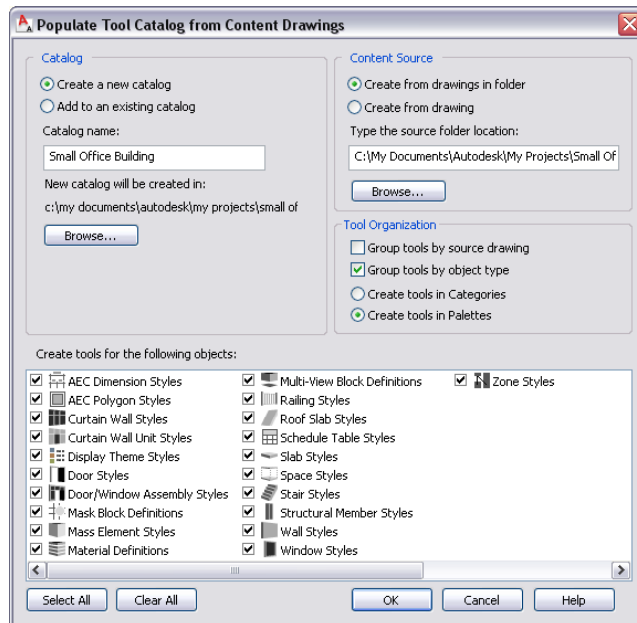 Populate Tool Catalog from Content Drawings
Catalog
Create a new catalog
Add to an existing catalog
Catalog name:
Small Office Building
New catalog will be created in:
c:\my documents\autodesk\my projects\small of
Browse...
Content Source
Create from drawings in folder
Create from drawing
Type the source folder location:
C:\My Documents\Autodesk\My Projects\Small Of
Browse...
Tool Organization
Group tools by source drawing
Group tools by object type
Create tools in Categories
Create tools in Palettes
Create tools for the following objects:
AEC Dimension Styles
AEC Polygon Styles
Curtain Wall Styles
Curtain Wall Unit Styles
Display Theme Styles
Door Styles
Door/Window Assembly Styles
Mask Block Definitions
Mass Element Styles
Material Definitions
Multi-View Block Definitions
Railing Styles
Roof Slab Styles
Schedule Table Styles
Slab Styles
Space Styles
Stair Styles
Structural Member Styles
Wall Styles
Window Styles
Zone Styles
Select All
Clear All
OK
Cancel
Help